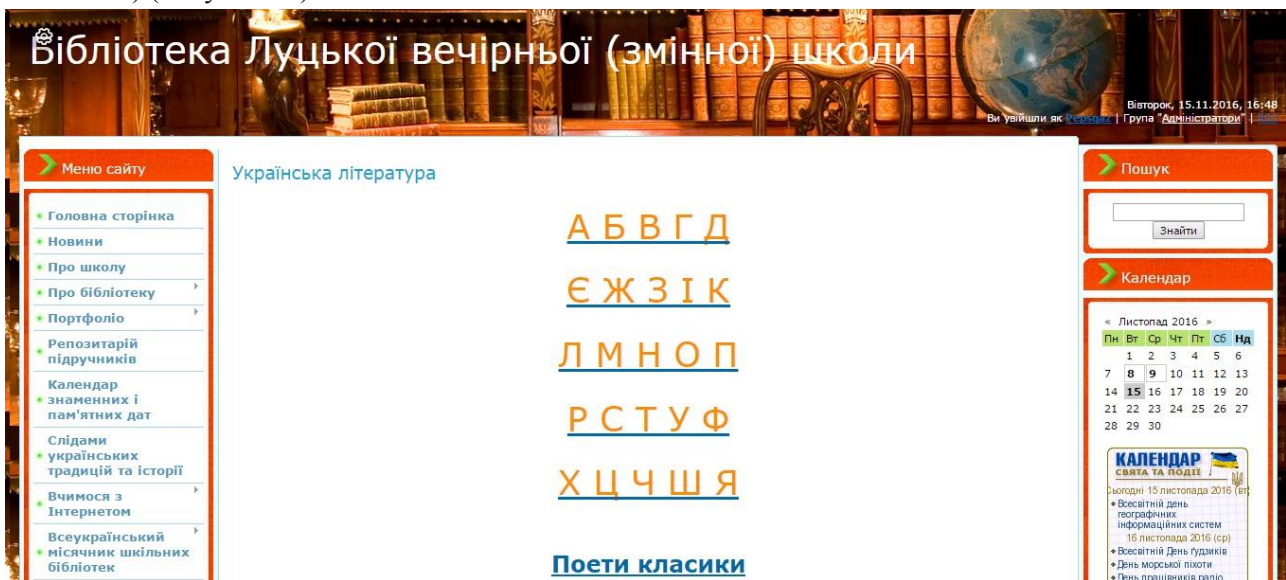 Бібліотека Луцької вечірньої (змінної) школи
Вівторок, 15.11.2016, 16:48
Ви увійшли як Pepsgaz | Група "Адміністратори" |
Меню сайту
Головна сторінка
Новини
Про школу
Про бібліотеку
Портфоліо
Репозитарій
підручників
Календар
знаменних і
пам'ятних дат
Слідами
українських
традицій та історії
Вчимося з
Інтернетом
Всеукраїнський
місячник шкільних
бібліотек
Українська література
А Б В Г Д
Є Ж З І К
Л М Н О П
Р С Т У Ф
Х Ц Ч Ш Я
Поети класики
Пошук
Знайти
Календар
« Листопад 2016 »
Пн Вт Ср Чт Пт Сб Нд
1 2 3 4 5 6
7 8 9 10 11 12 13
14 15 16 17 18 19 20
21 22 23 24 25 26 27
28 29 30
КАЛЕНДАР
СВЯТА ТА ПОДІЇ
Сьогодні 15 листопада 2016 (вт)
Всесвітній день
географічних
інформаційних систем
16 листопада 2016 (ср)
Всесвітній День ґудзиків
День морської піхоти
День працівників радіо